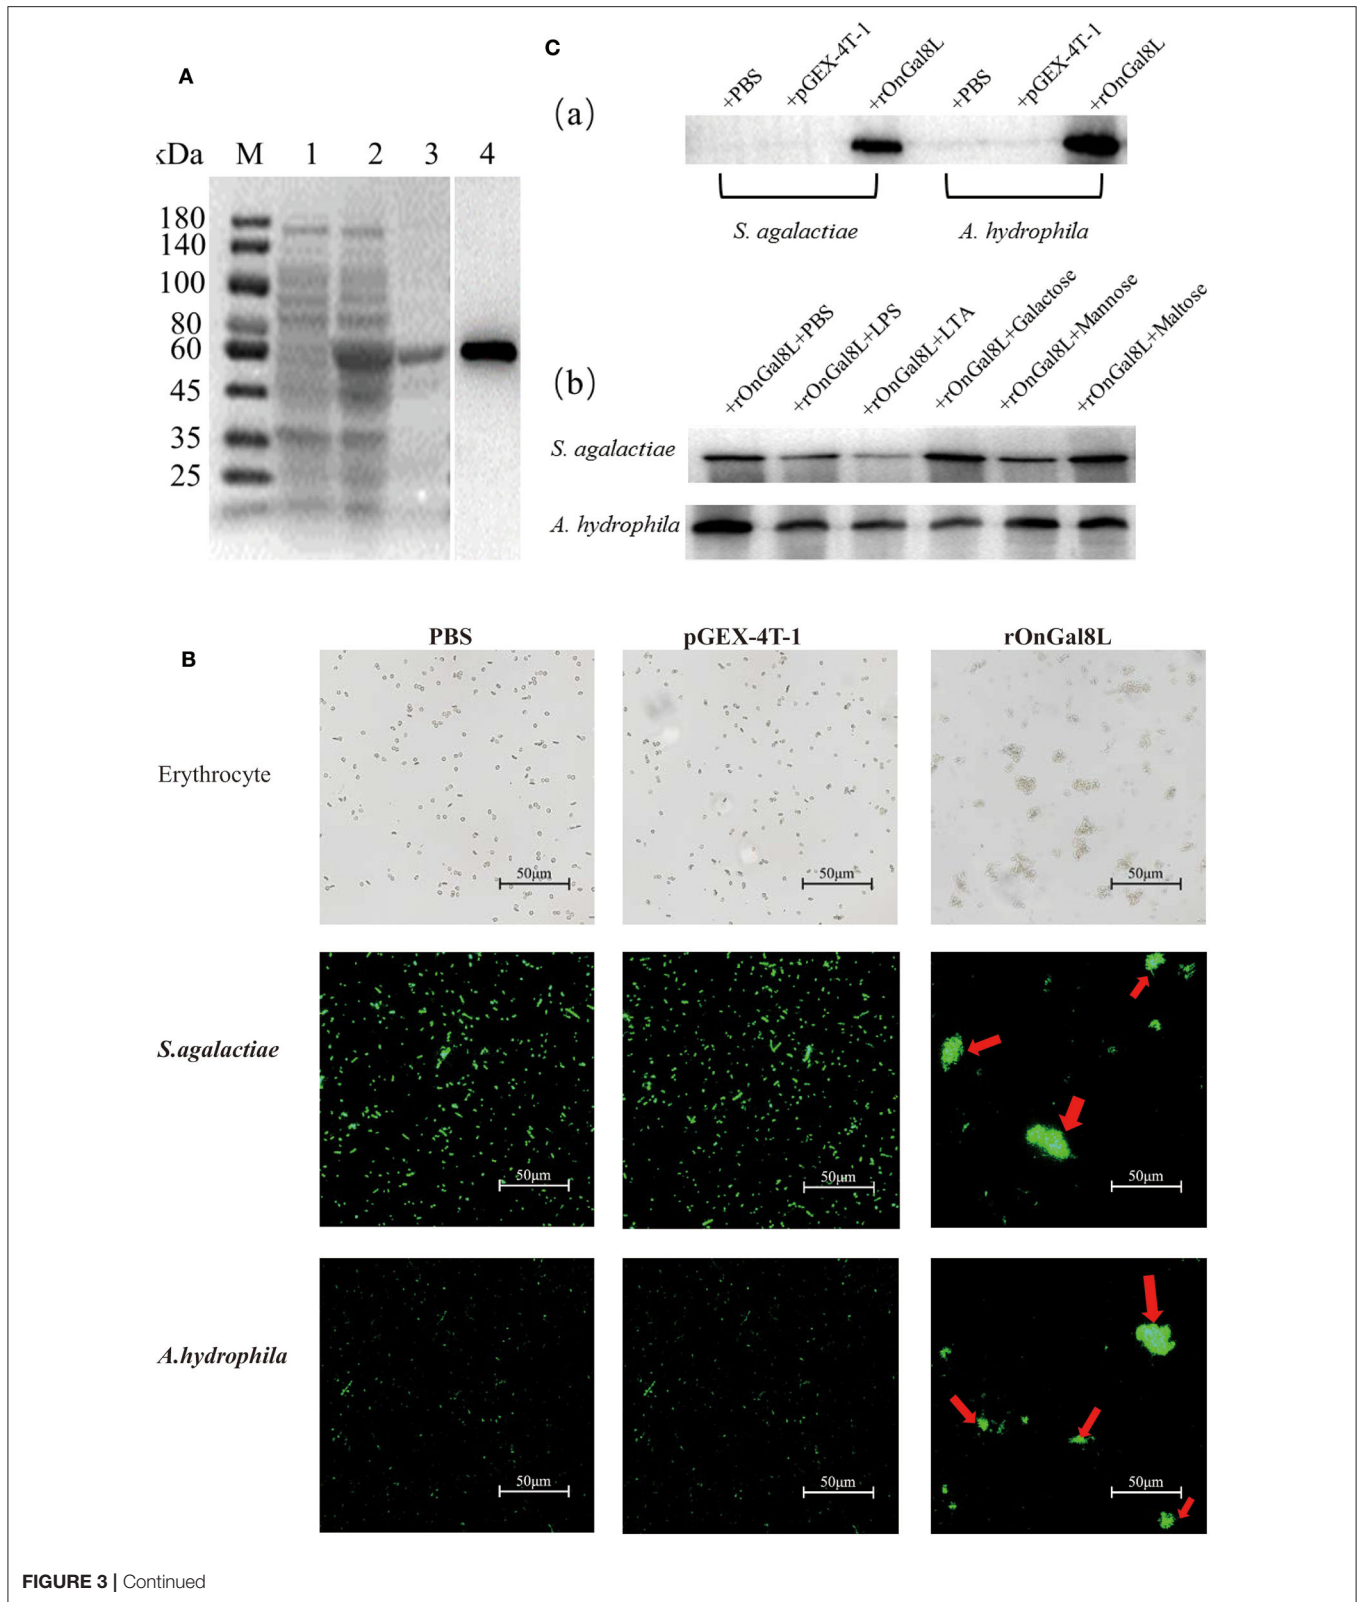 A
kDa M 1 2 3 4
180
140
100
80
60
45
35
25
C
(a)
+PBS
+pGEX-4T-1
+rOnGal8L
+PBS
+pGEX-4T-1
+rOnGal8L
S. agalactiae
A. hydrophila
(b)
+rOnGal8L+PBS
+rOnGal8L+LPS
+rOnGal8L+LTA
+rOnGal8L+Galactose
+rOnGal8L+Mannose
+rOnGal8L+Maltose
S. agalactiae
A. hydrophila
B
PBS pGEX-4T-1 rOnGal8L
Erythrocyte
50μm 50μm 50μm
S.agalactiae
50μm 50μm 50μm
A.hydrophila
50μm 50μm 50μm
FIGURE 3 | Continued